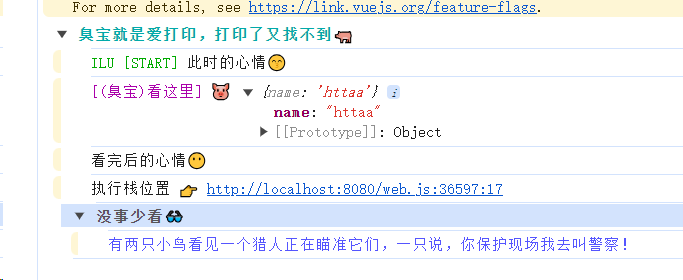 For more details, see https://link.vuejs.org/feature-flags.
▼ 臭宝就是爱打印，打印了又找不到🐖
ILU [START] 此时的心情😊
[(臭宝)看这里] 🐷 ▼ {name: 'httaa'} i
name: "httaa"
▶ [[Prototype]]: Object
看完后的心情😶
执行栈位置 👉 http://localhost:8080/web.js:36597:17
▼ 没事少看👓
有两只小鸟看见一个猎人正在瞄准它们，一只说，你保护现场我去叫警察！